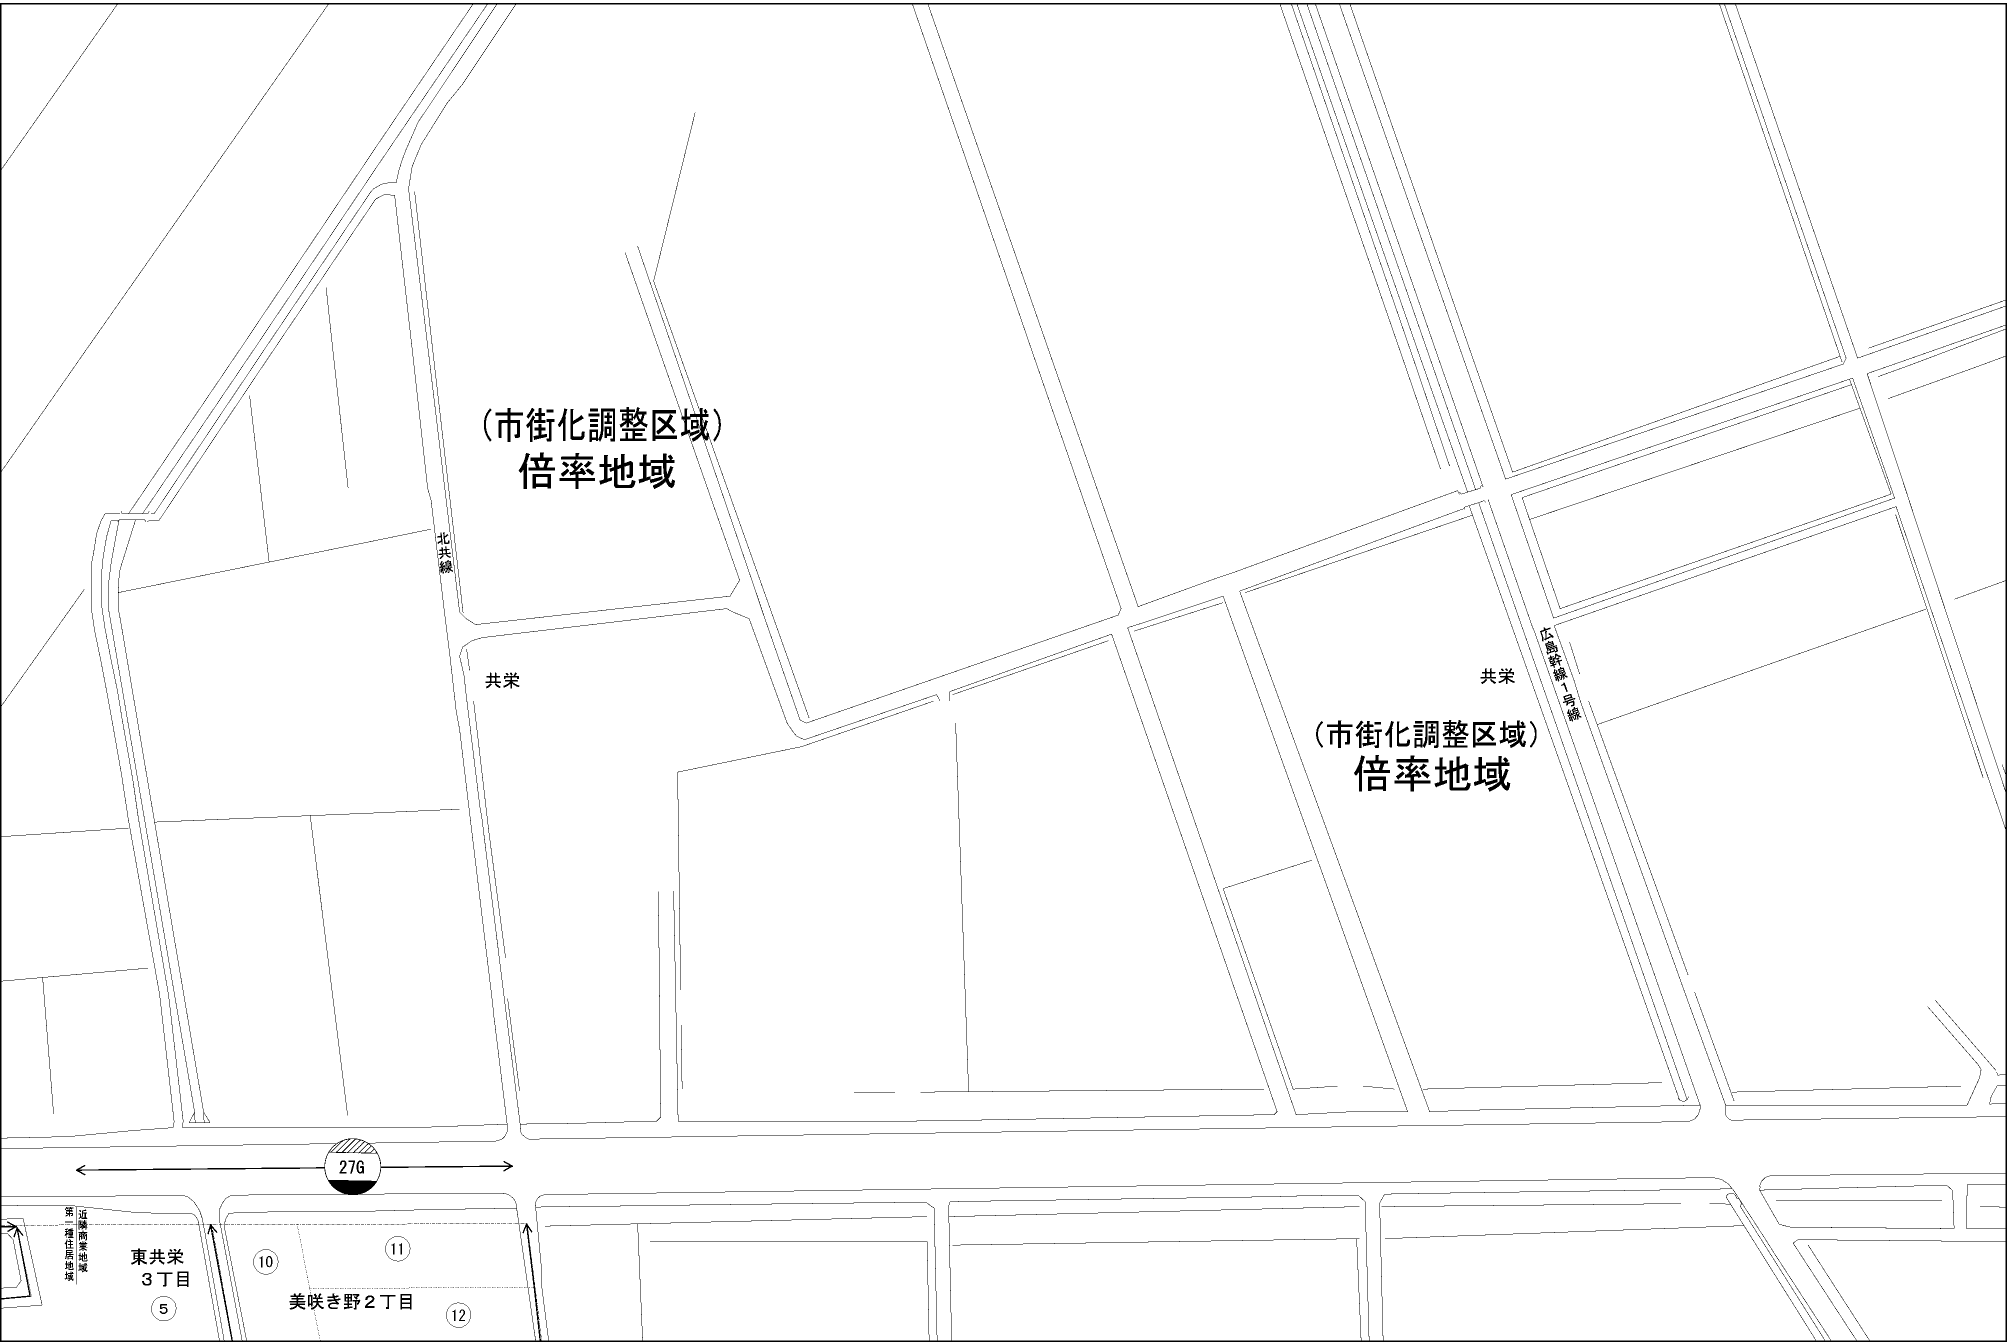 （市街化調整区域）
倍率地域
北共線
共栄
広島幹線１号線
共栄
（市街化調整区域）
倍率地域
27G
第一種住居地域
近隣商業地域
東共栄
３丁目
5
10
11
美咲き野２丁目
12